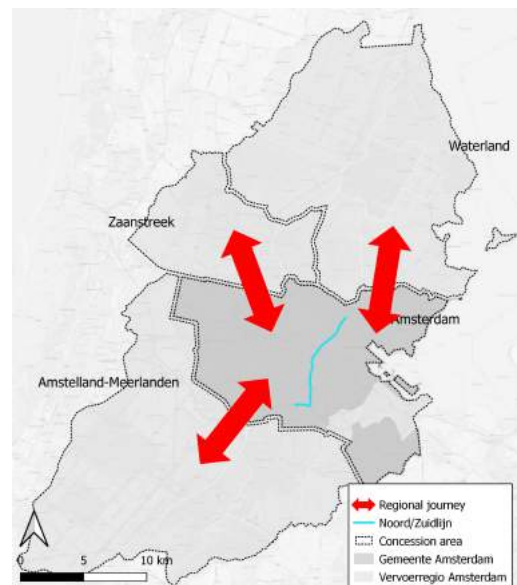 Waterland
Zaanstreek
Amsterdam
Amstelland-Meerlanden
Regional journey
Noord/Zuidlijn
Concession area
Gemeente Amsterdam
Vervoerregio Amsterdam
0 5 10 km